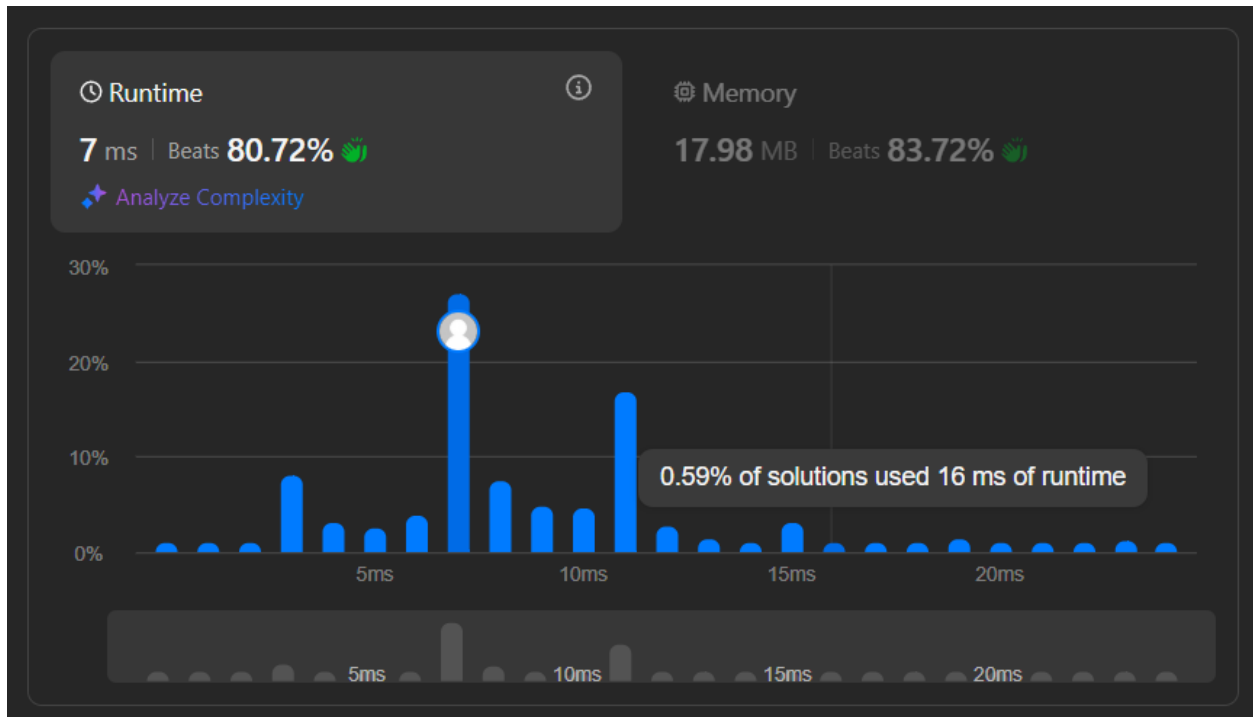 Runtime
7 ms | Beats 80.72%
Analyze Complexity
Memory
17.98 MB | Beats 83.72%
30%
20%
10%
0%
0.59% of solutions used 16 ms of runtime
5ms 10ms 15ms 20ms
5ms 10ms 15ms 20ms